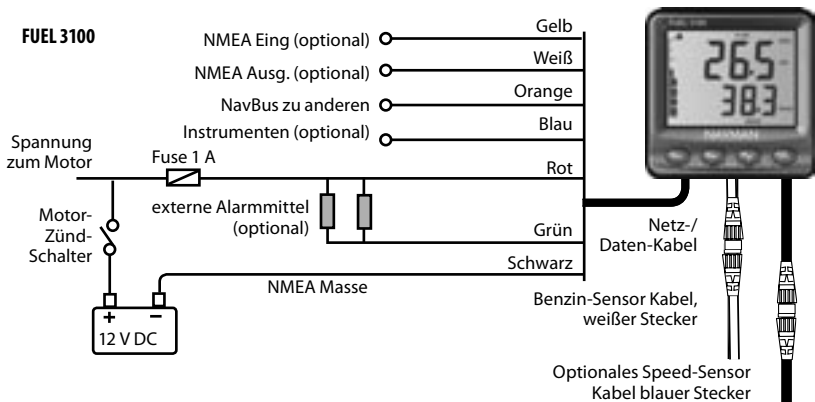 FUEL 3100
NMEA Eing (optional)
Gelb
NMEA Ausg. (optional)
Weiß
NavBus zu anderen
Orange
Instrumenten (optional)
Blau
Spannung
zum Motor
Fuse 1 A
Rot
Motor-
Zünd-
Schalter
externe Alarmmittel
(optional)
Grün
Schwarz
NMEA Masse
+ –
12 V DC
26.5
38.3
NAVMAN
Netz-/
Daten-Kabel
Benzin-Sensor Kabel,
weißer Stecker
Optionales Speed-Sensor
Kabel blauer Stecker